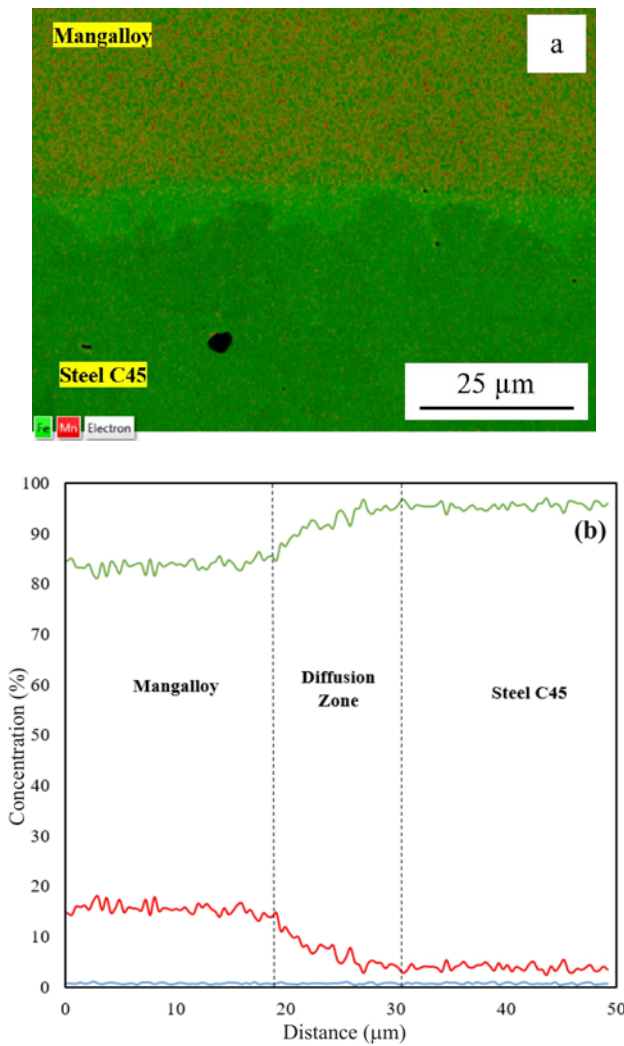 Mangalloy
a
Steel C45
25 µm
Fe Mn Electron
100
90
80
70
60
50
40
30
20
10
0
Concentration (%)
(b)
Mangalloy
Diffusion
Zone
Steel C45
0 10 20 30 40 50
Distance (µm)